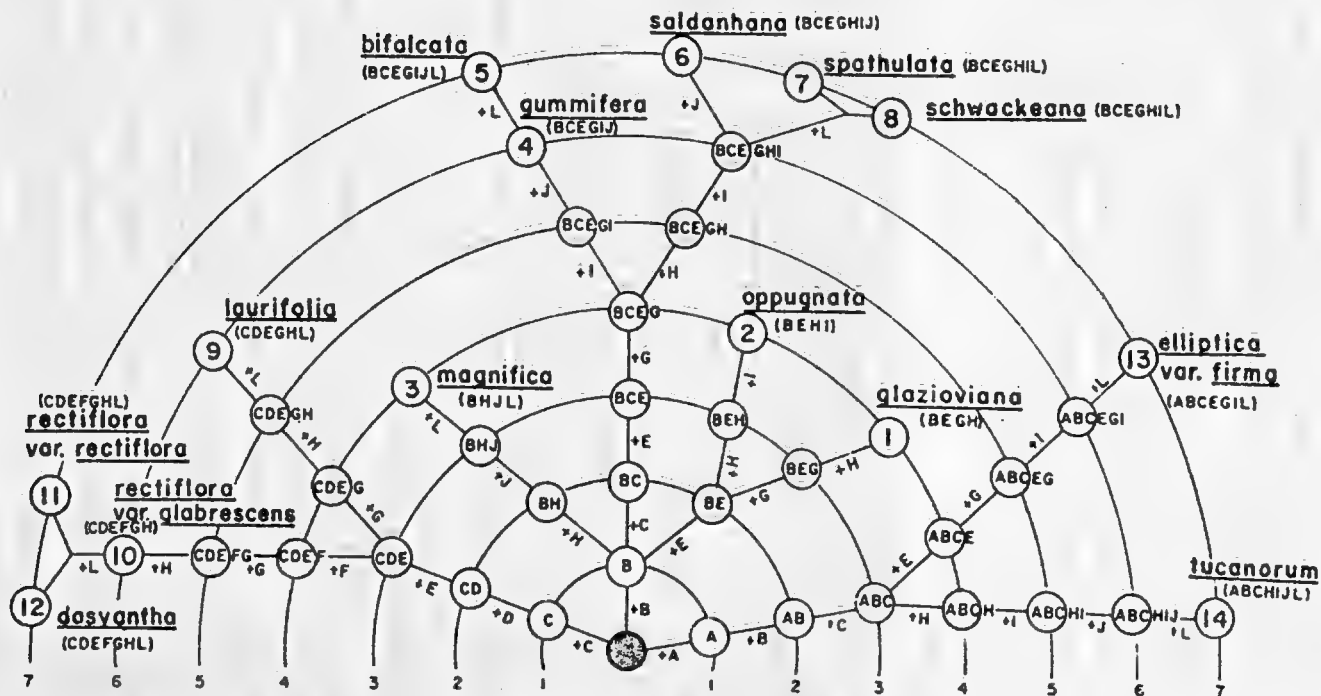 saldanhana (BCEGHIJ)
bifalcata
(BCEGIJL)
5
6
7
spathulata (BCEGHIL)
8
schwackeana (BCEGHIL)
+L
gummifera
(BCEGIJ)
+J
+L
4
BCEGHI
+J
+I
BCEGI
BCEGH
+I
+H
laurifolia
(CDEGHL)
BCEG
oppugnata
(BEHI)
9
2
13
elliptica
var. firma
(ABCEGIL)
+L
+G
+I
+L
3
magnifica
(BHJL)
glazioviana
(BEGH)
(CDEFGHL)
rectiflora
var. rectiflora
CDEGH
+L
BCE
BEH
1
ABCEGI
+H
BHJ
+E
+H
BEG
+H
+I
11
rectiflora
var. glabrescens
(CDEFGH)
CDEG
+J
BC
ABCEG
+G
BH
BE
+G
+G
+H
+C
+E
ABCE
10
CDEFG
CDEF
CDE
B
+E
+L
+H
+G
+F
+E
CD
+D
C
+B
+C
+A
A
+B
AB
+C
ABC
+H
ABCH
+I
ABCHI
+J
ABCHIJ
+L
14
tucanorum
(ABCHIJL)
12
dasyantha
(CDEFGHL)
7 6 5 4 3 2 1 1 2 3 4 5 6 7